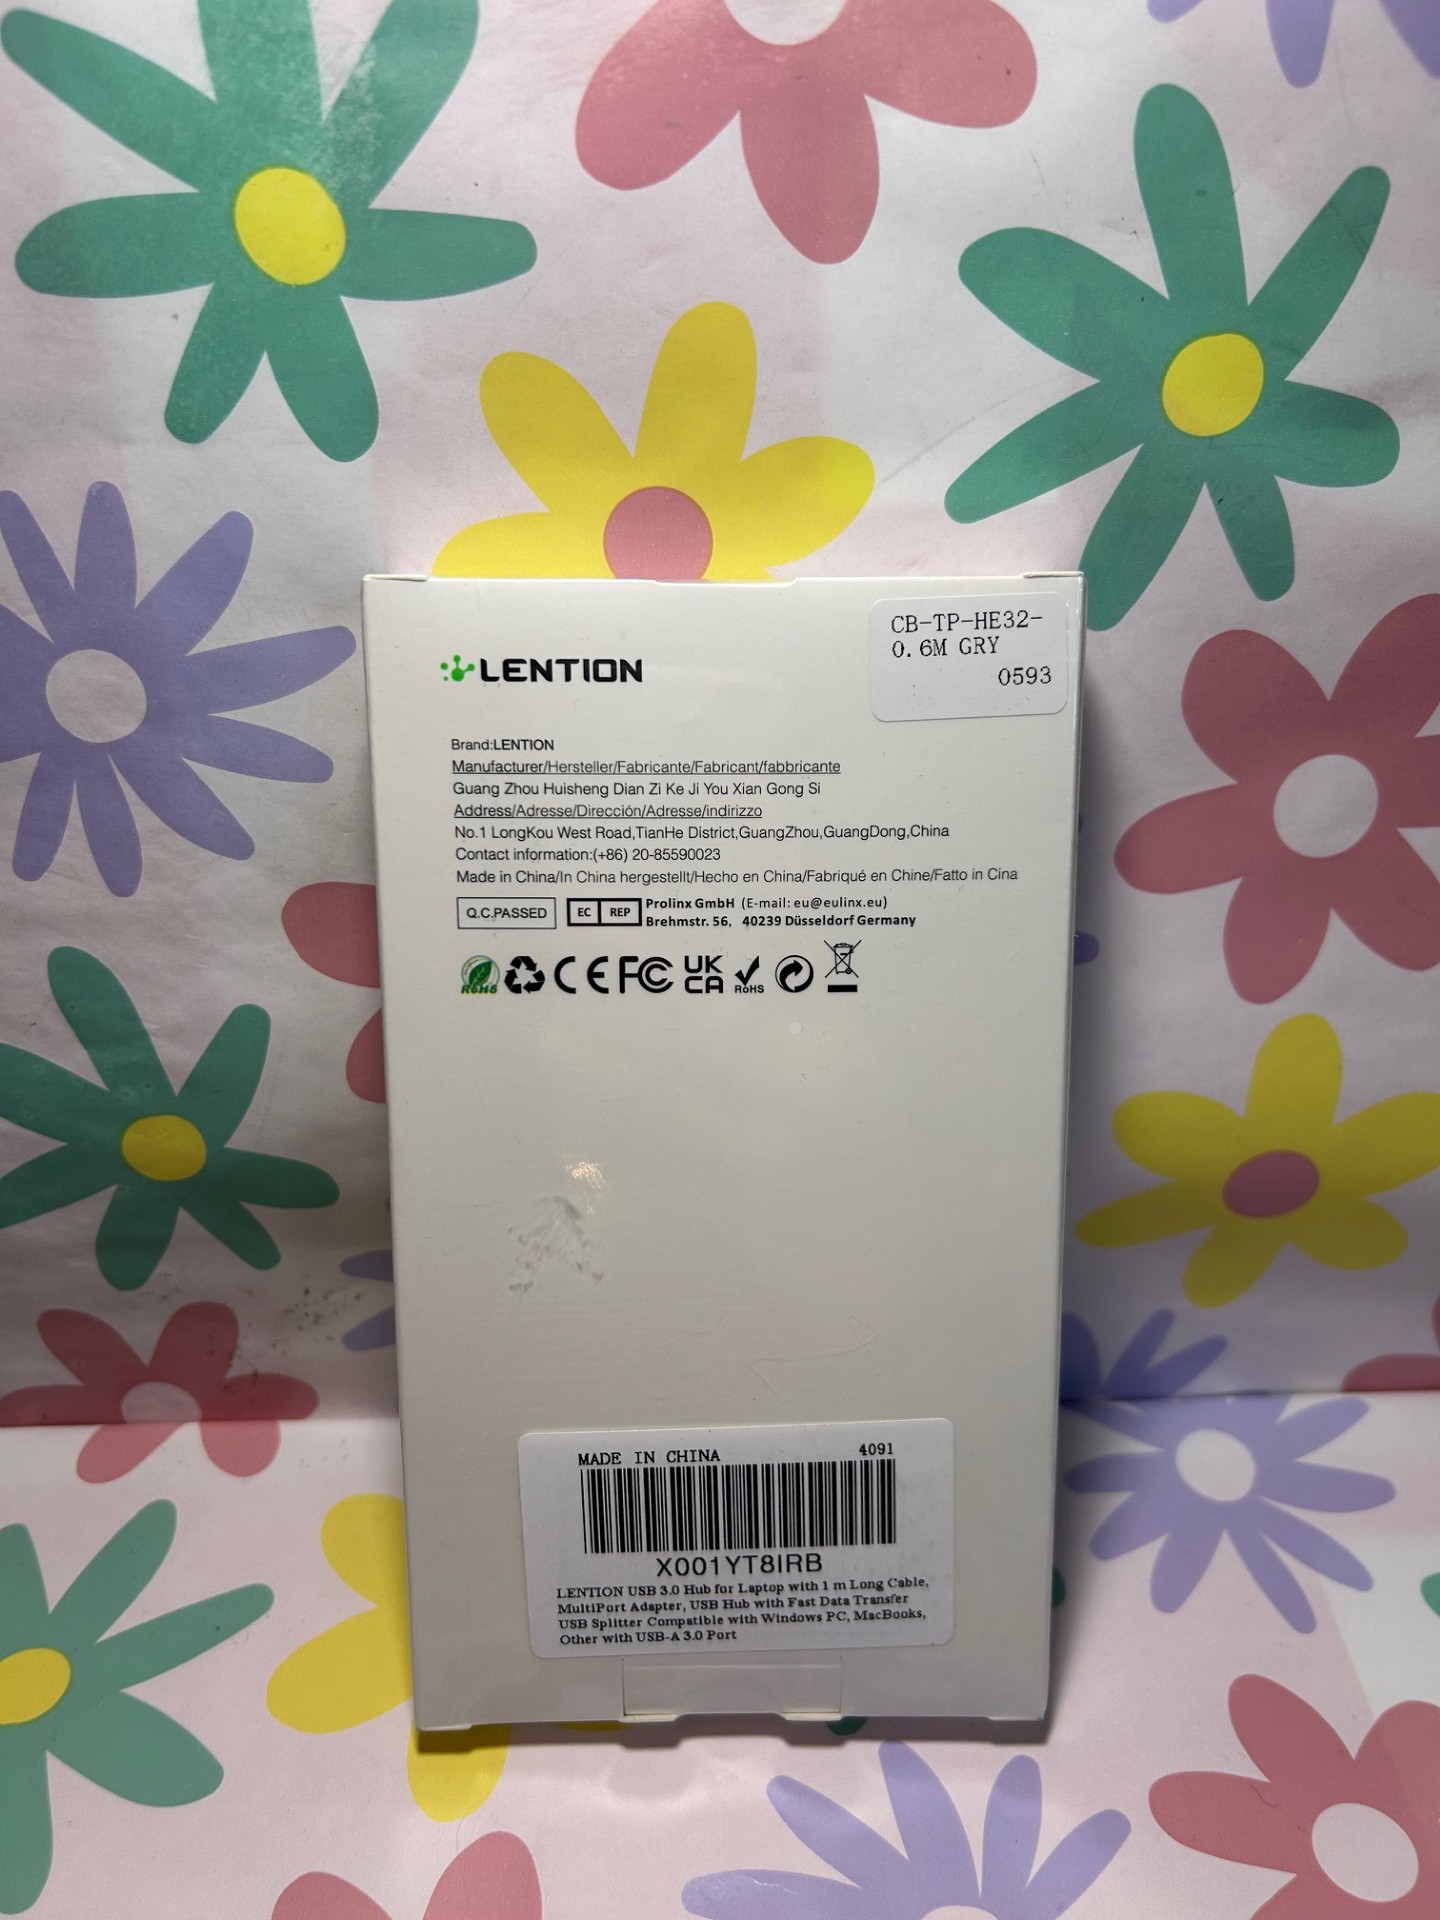 CB-TP-HE32-
0.6M GRY
0593
LENTION
Brand:LENTION
Manufacturer/Hersteller/Fabricante/Fabricant/fabbricante
Guang Zhou Huisheng Dian Zi Ke Ji You Xian Gong Si
Address/Adresse/Dirección/Adresse/indirizzo
No.1 LongKou West Road,TianHe District,GuangZhou,GuangDong,China
Contact information:(+86) 20-85590023
Made in China/In China hergestellt/Hecho en China/Fabriqué en Chine/Fatto in Cina
Q.C.PASSED EC REP Prolinx GmbH (E-mail: eu@eulinx.eu)
Brehmstr. 56, 40239 Düsseldorf Germany
RoHS CE FC UK CA RoHS
MADE IN CHINA 4091
X001YT8IRB
LENTION USB 3.0 Hub for Laptop with 1 m Long Cable,
MultiPort Adapter, USB Hub with Fast Data Transfer
USB Splitter Compatible with Windows PC, MacBooks,
Other with USB-A 3.0 Port